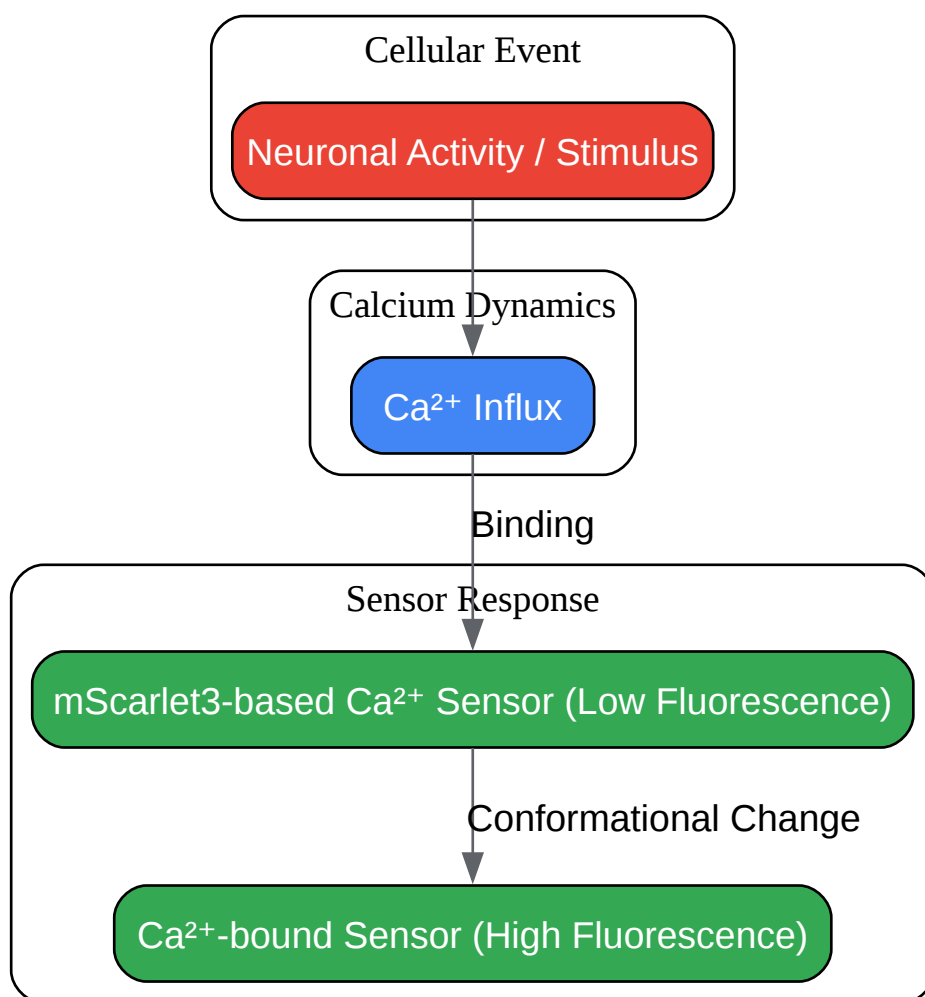 Cellular Event
Neuronal Activity / Stimulus
Calcium Dynamics
Ca²⁺ Influx
Binding
Sensor Response
mScarlet3-based Ca²⁺ Sensor (Low Fluorescence)
Conformational Change
Ca²⁺-bound Sensor (High Fluorescence)